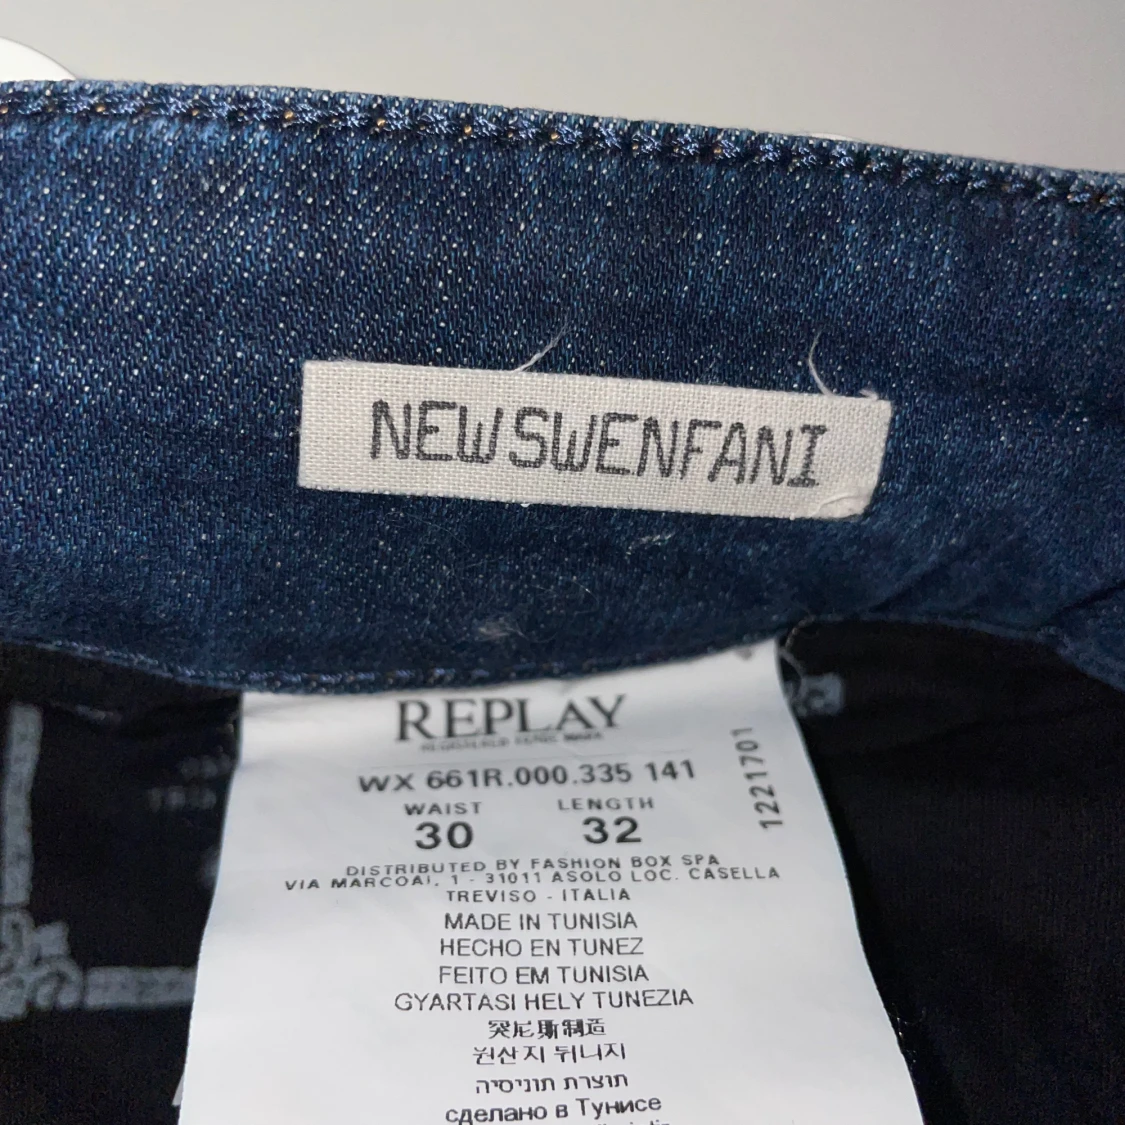 NEWSWENFANI
REPLAY
WX 661R.000.335 141
WAIST LENGTH
30 32
1221701
DISTRIBUTED BY FASHION BOX SPA
VIA MARCOAI, 1 - 31011 ASOLO LOC. CASELLA
TREVISO - ITALIA
MADE IN TUNISIA
HECHO EN TUNEZ
FEITO EM TUNISIA
GYARTASI HELY TUNEZIA
突尼斯制造
원산지 튀니지
תוצרת תוניסיה
сделано в Тунисе